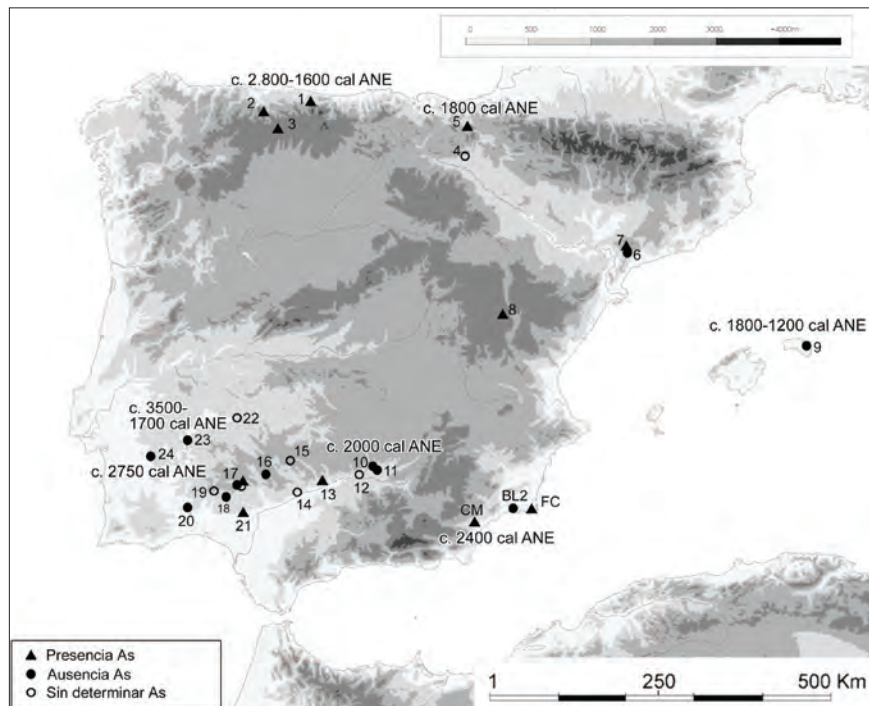 0 500 1000 2000 3000 +4000m
c. 2.800-1600 cal ANE
1
2
3
c. 1800 cal ANE
5
4
7
6
8
c. 1800-1200 cal ANE
9
22
c. 3500-
1700 cal ANE
23
24
c. 2750 cal ANE
15
c. 2000 cal ANE
10
11
12
16
17
13
19
18
14
20
21
BL2
FC
CM
c. 2400 cal ANE
Presencia As
Ausencia As
Sin determinar As
1 250 500 Km